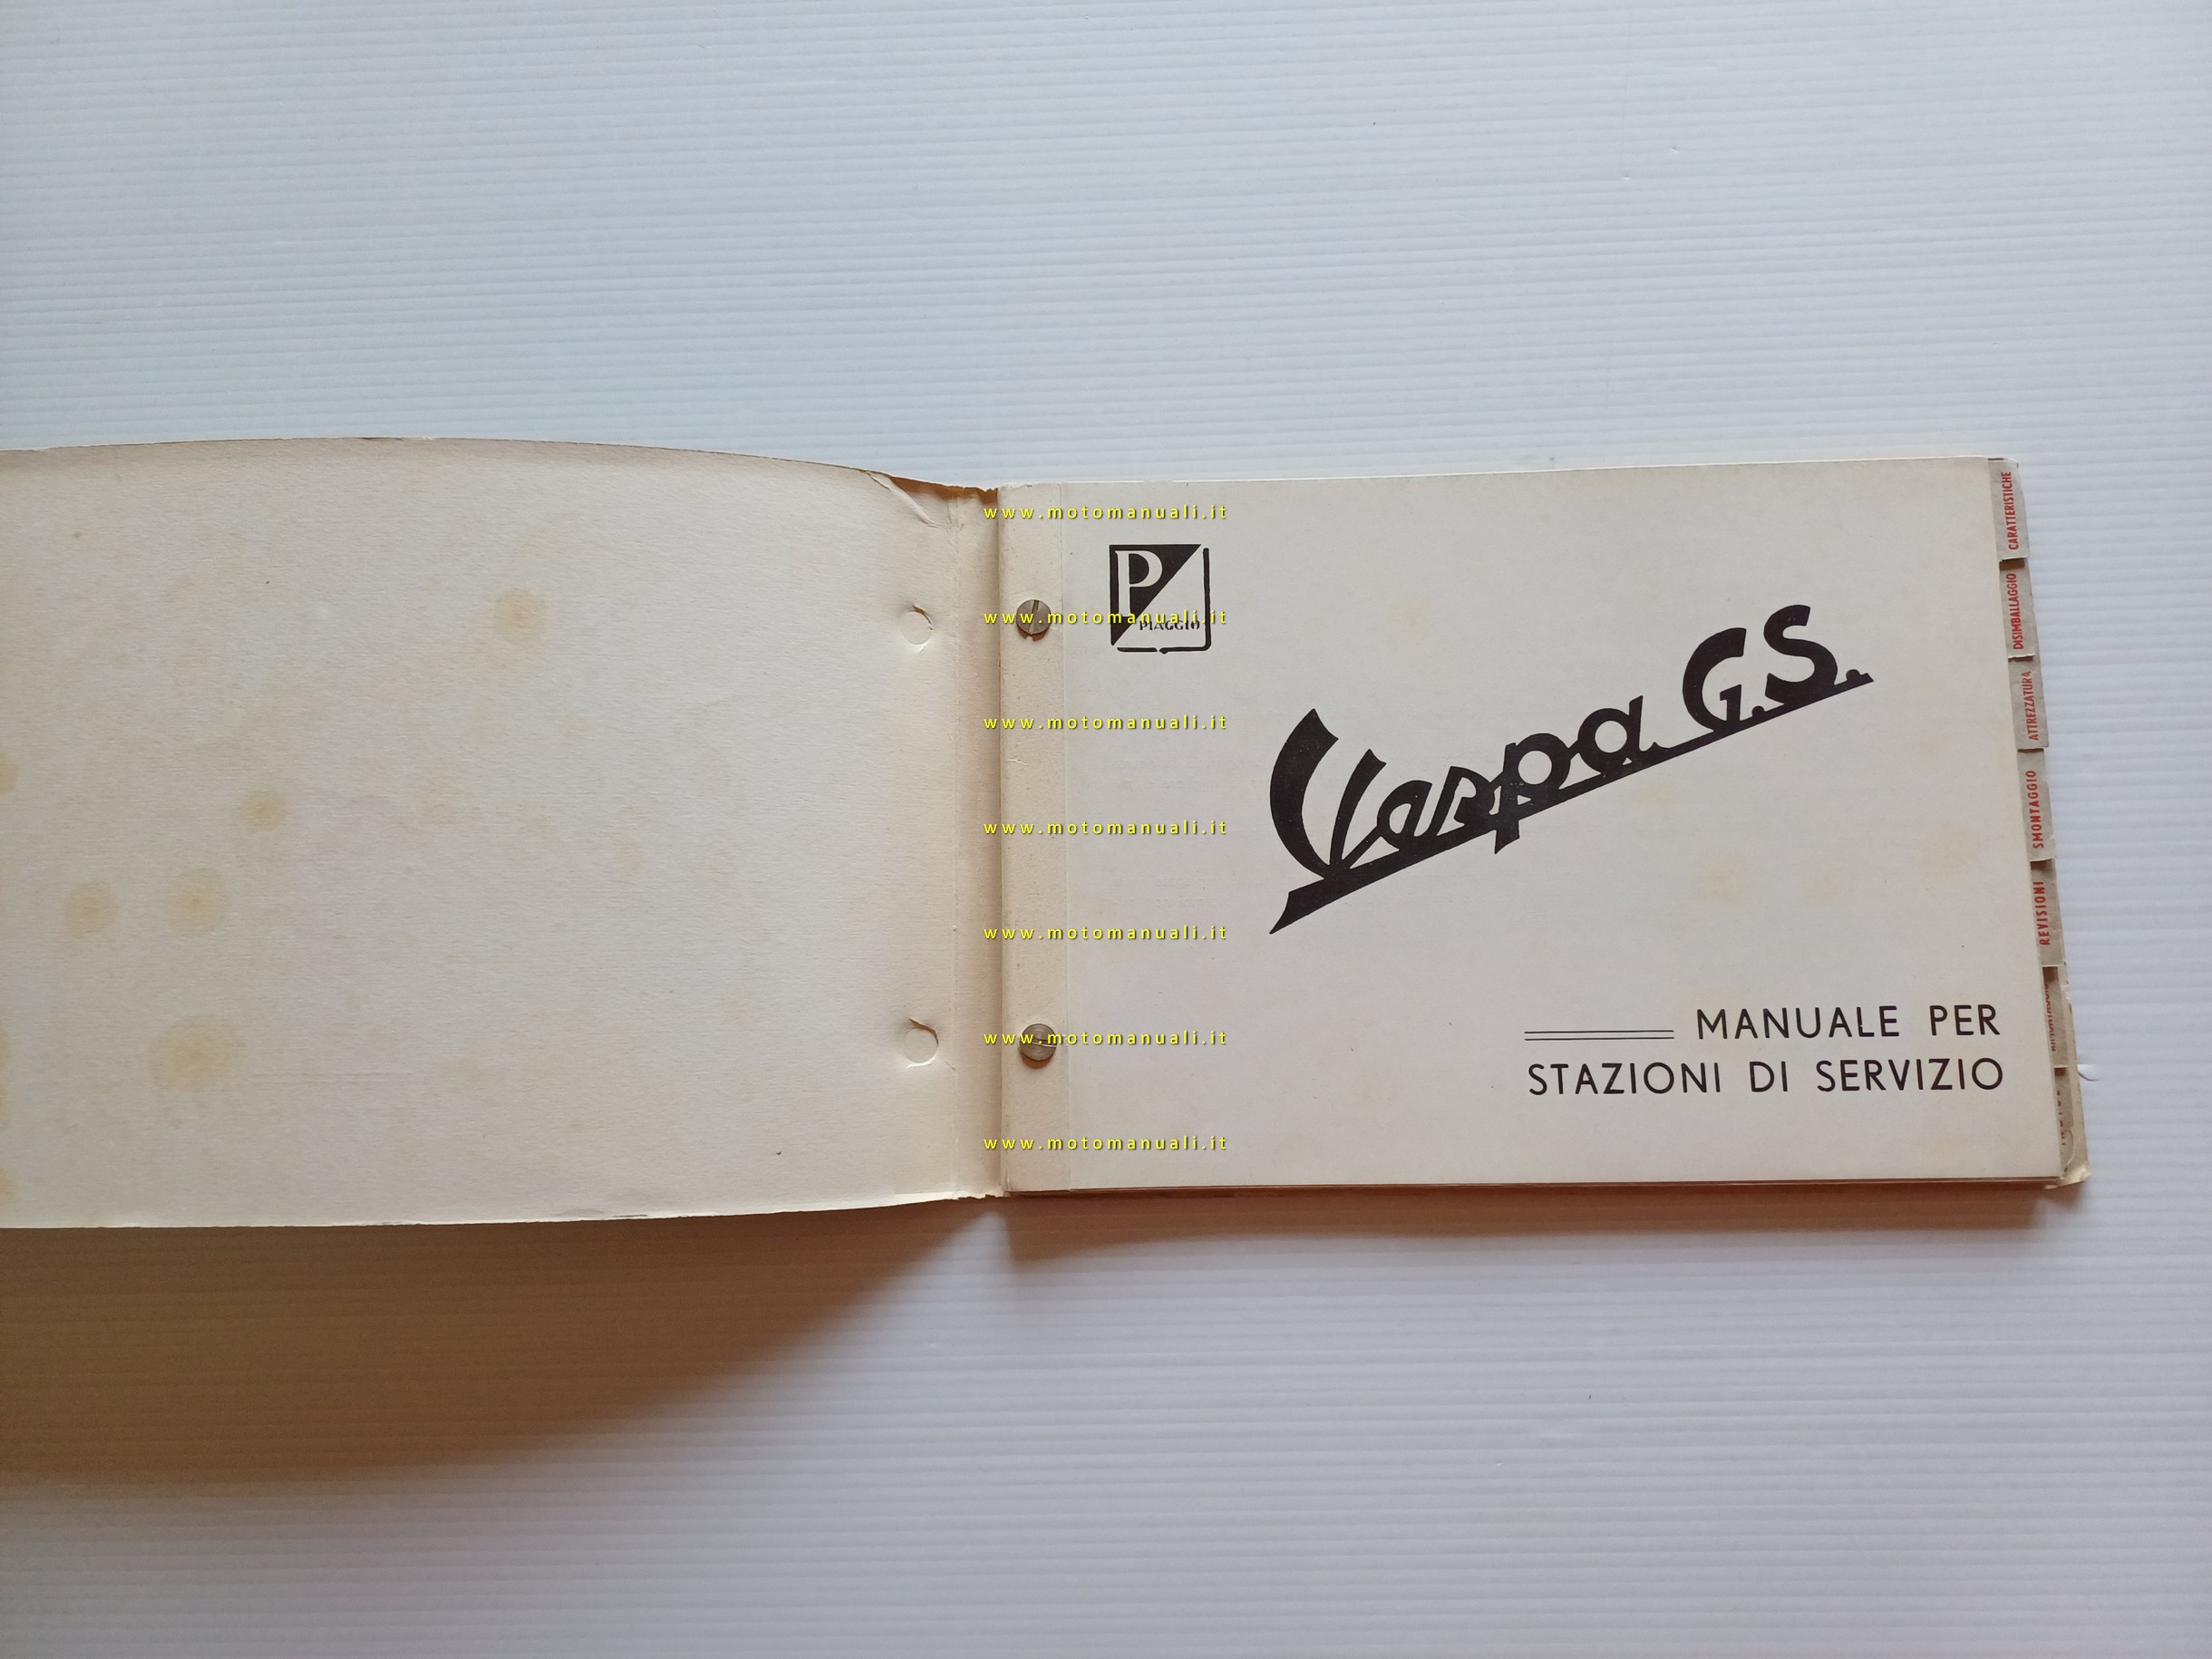 www.motomanuali.it
P
PIAGGIO
www.motomanuali.it
Vespa G.S.
www.motomanuali.it
www.motomanuali.it
www.motomanuali.it
MANUALE PER
www.motomanuali.it
STAZIONI DI SERVIZIO
www.motomanuali.it
CARATTERISTICHE
DISIMBALLAGGIO
ATTREZZATURA
SMONTAGGIO
REVISIONI